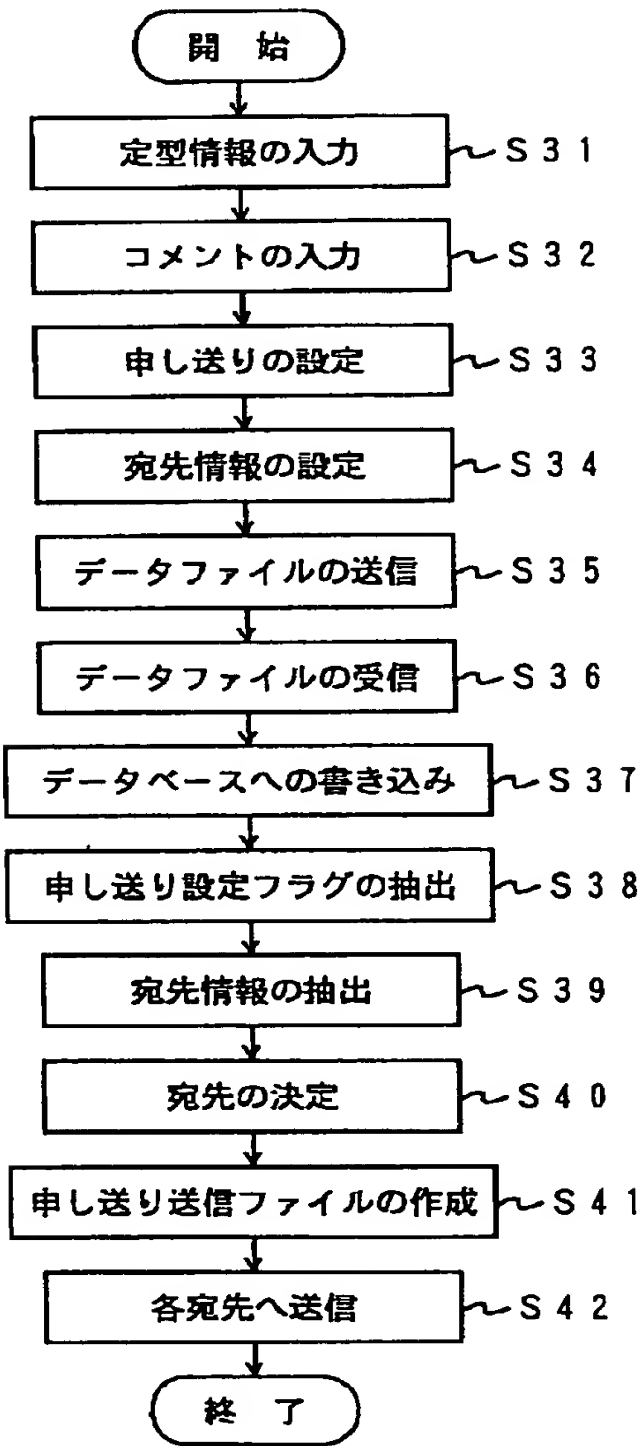 開 始
定型情報の入力 S31
コメントの入力 S32
申し送りの設定 S33
宛先情報の設定 S34
データファイルの送信 S35
データファイルの受信 S36
データベースへの書き込み S37
申し送り設定フラグの抽出 S38
宛先情報の抽出 S39
宛先の決定 S40
申し送り送信ファイルの作成 S41
各宛先へ送信 S42
終 了